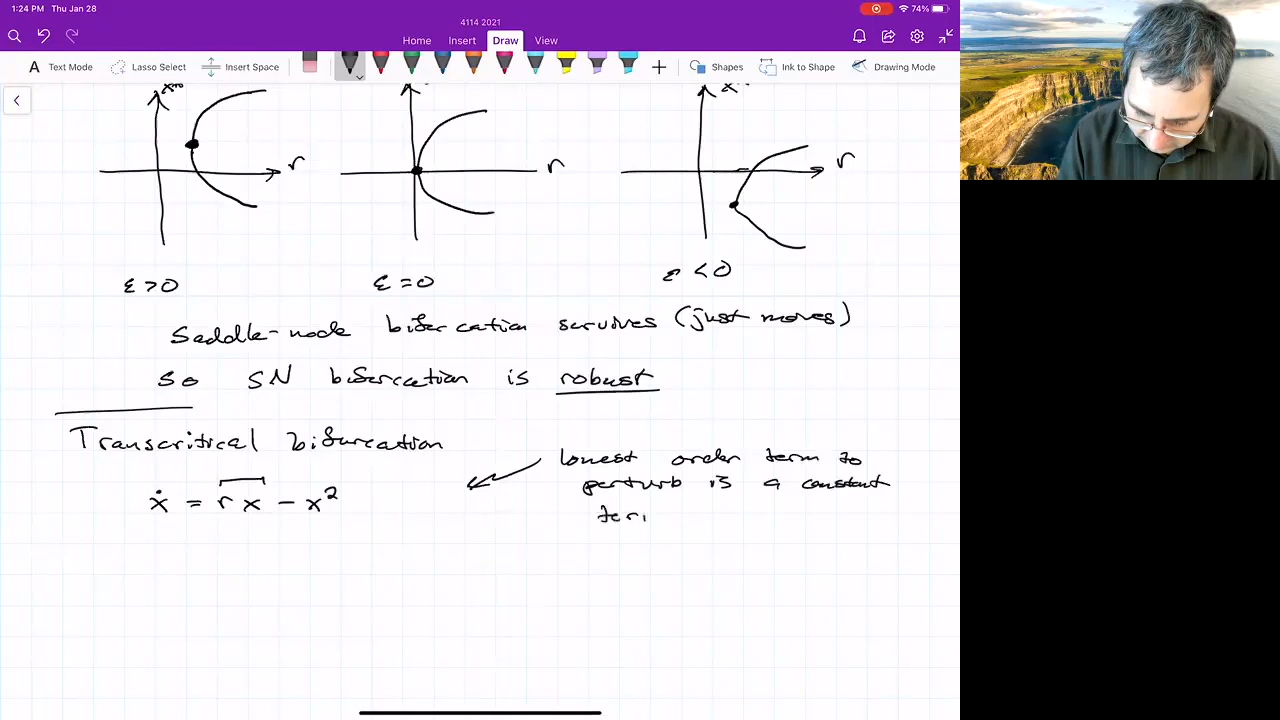 1:24 PM Thu Jan 28
74%
4114 2021
Home Insert Draw View
Text Mode Lasso Select Insert Space Shapes Ink to Shape Drawing Mode
r r r
ε > 0 ε = 0 ε < 0
Saddle-node bifurcation survives (just moves)
so SN bifurcation is robust
Transcritical bifurcation
lowest order term to
perturb is a constant
ẋ = r x - x²